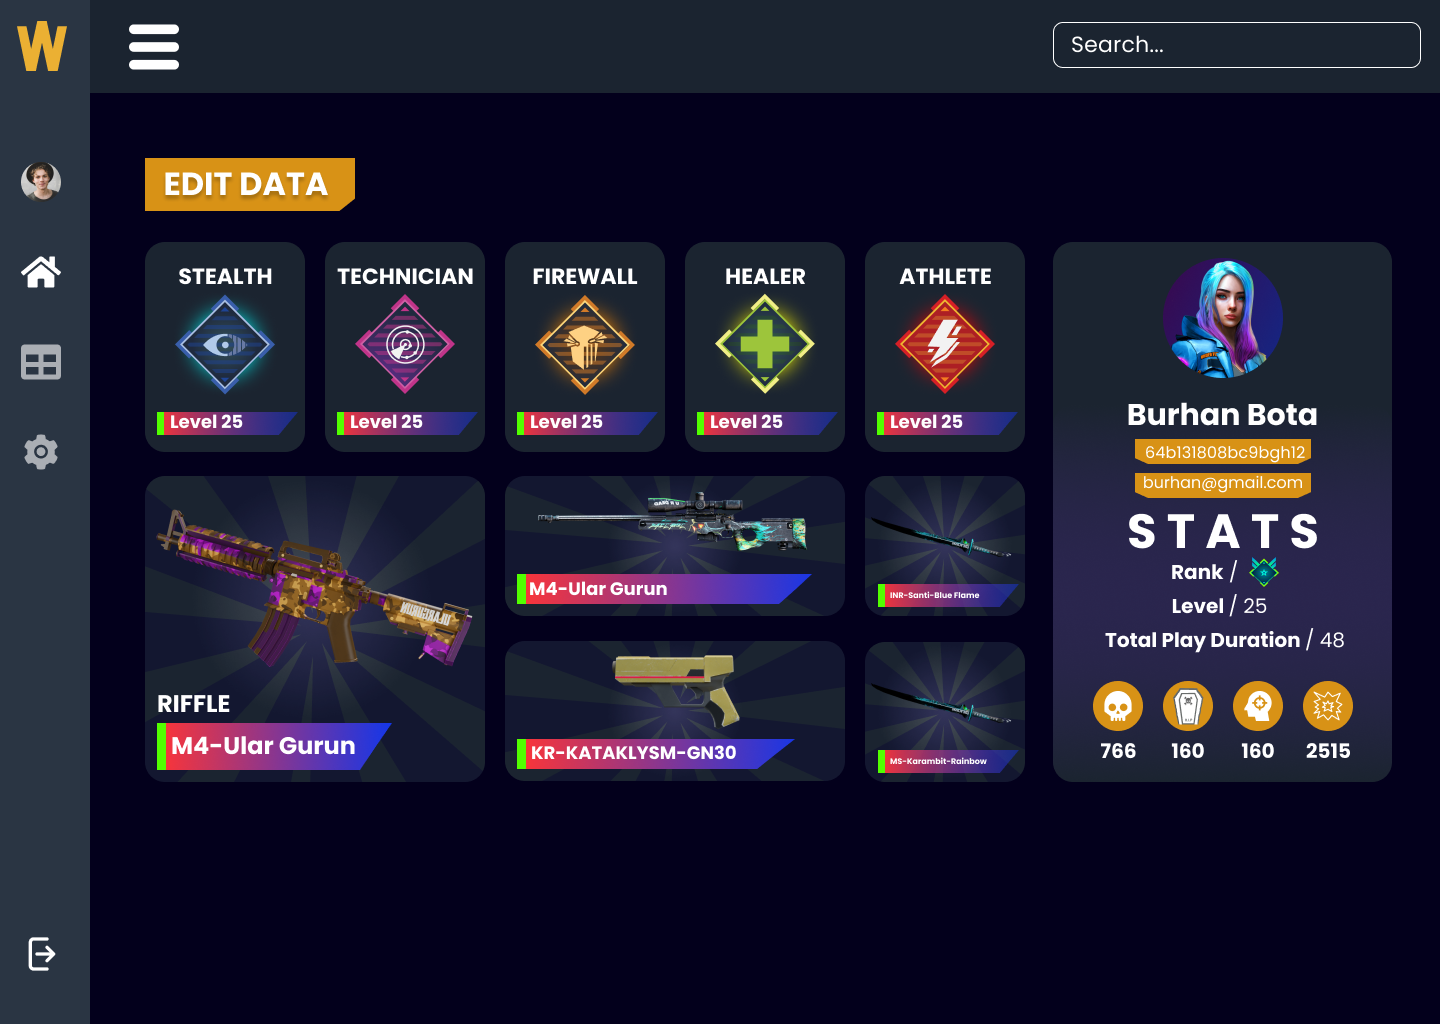 W
Search...
EDIT DATA
STEALTH
Level 25
TECHNICIAN
Level 25
FIREWALL
Level 25
HEALER
Level 25
ATHLETE
Level 25
RIFFLE
M4-Ular Gurun
M4-Ular Gurun
KR-KATAKLYSM-GN30
INR-Santi-Blue Flame
MS-Karambit-Rainbow
Burhan Bota
64b131808bc9bgh12
burhan@gmail.com
STATS
Rank /
Level / 25
Total Play Duration / 48
R.I.P
766
160
160
2515